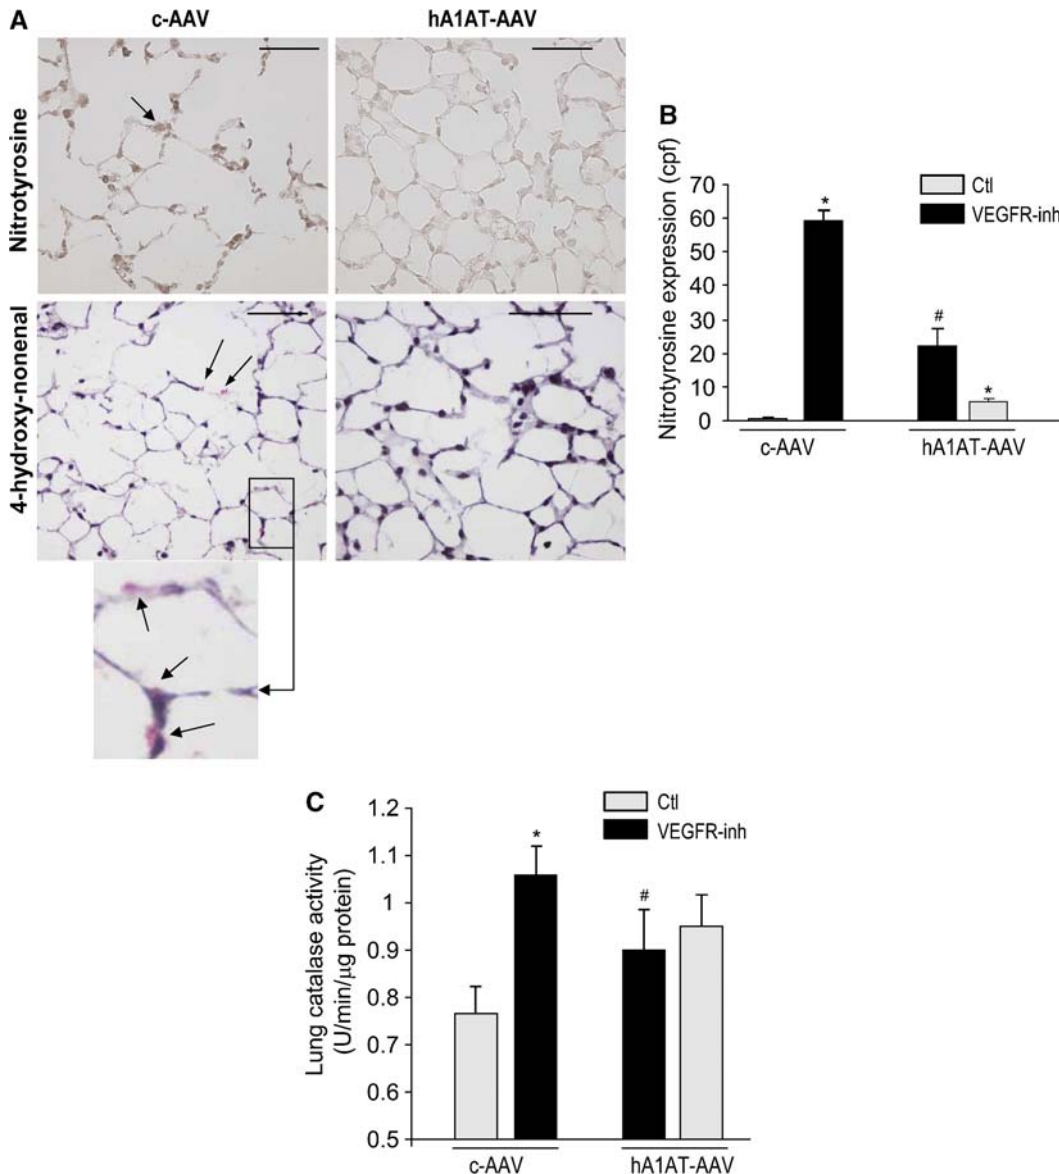 A
c-AAV
hA1AT-AAV
Nitrotyrosine
4-hydroxy-nonenal
B
Nitrotyrosine expression (cpf)
70
60
50
40
30
20
10
0
Ctl
VEGFR-inh
*
#
*
c-AAV
hA1AT-AAV
C
Lung catalase activity
(U/min/μg protein)
1.2
1.1
1
0.9
0.8
0.7
0.6
0.5
Ctl
VEGFR-inh
*
#
c-AAV
hA1AT-AAV